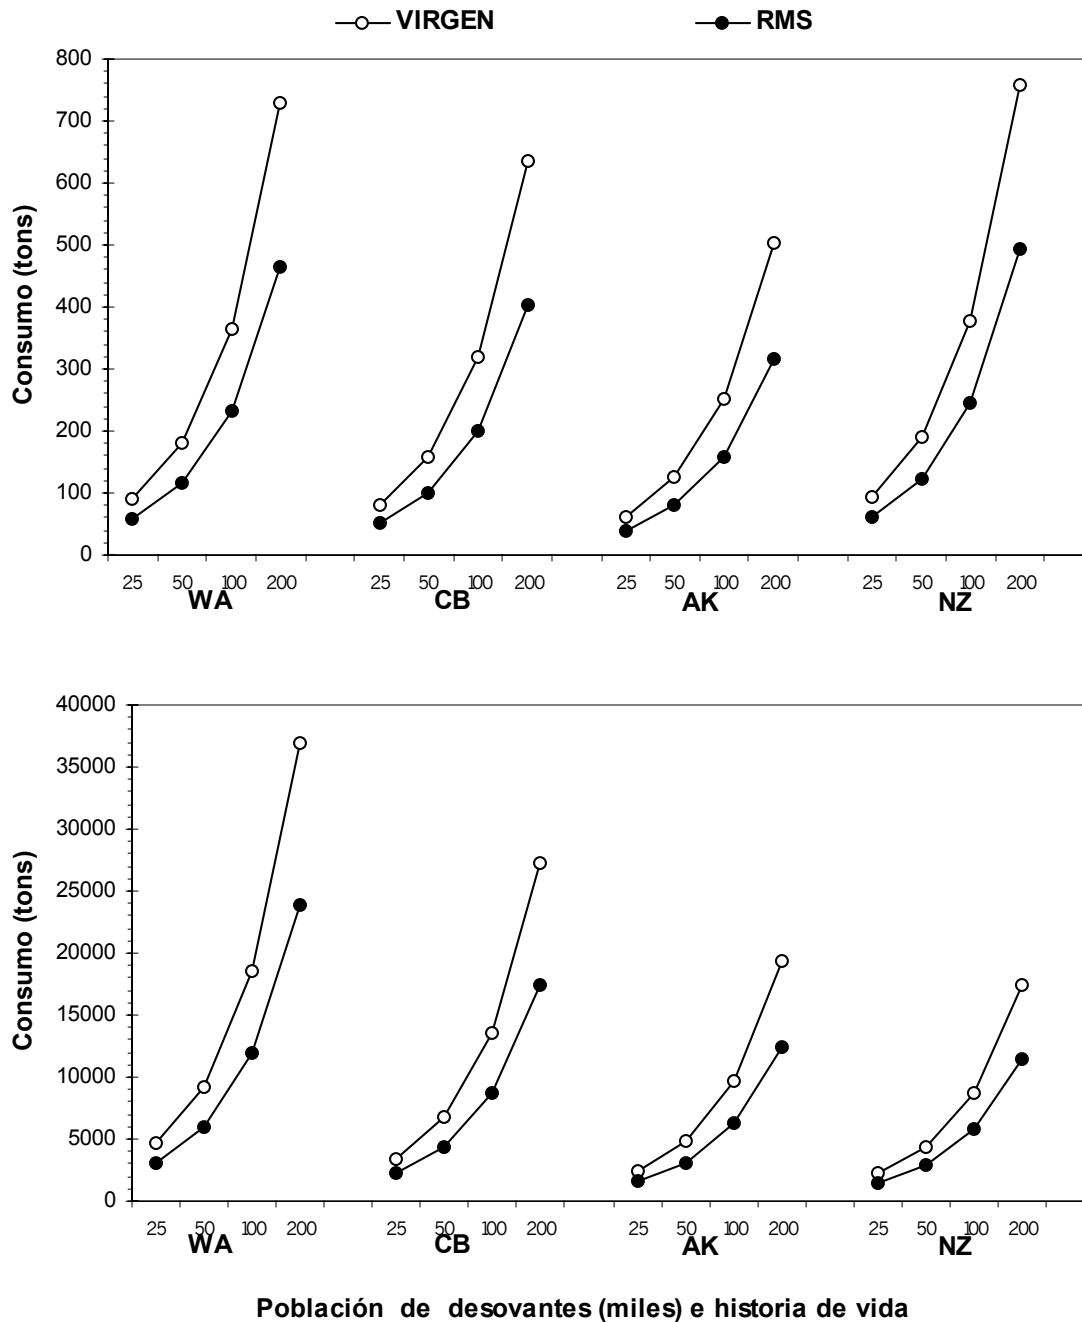 VIRGEN RMS
800
700
600
500
400
300
200
100
0
Consumo (tons)
25 50 100 200 25 50 100 200 25 50 100 200 25 50 100 200
WA CB AK NZ
40000
35000
30000
25000
20000
15000
10000
5000
0
Consumo (tons)
25 50 100 200 25 50 100 200 25 50 100 200 25 50 100 200
WA CB AK NZ
Población de desovantes (miles) e historia de vida